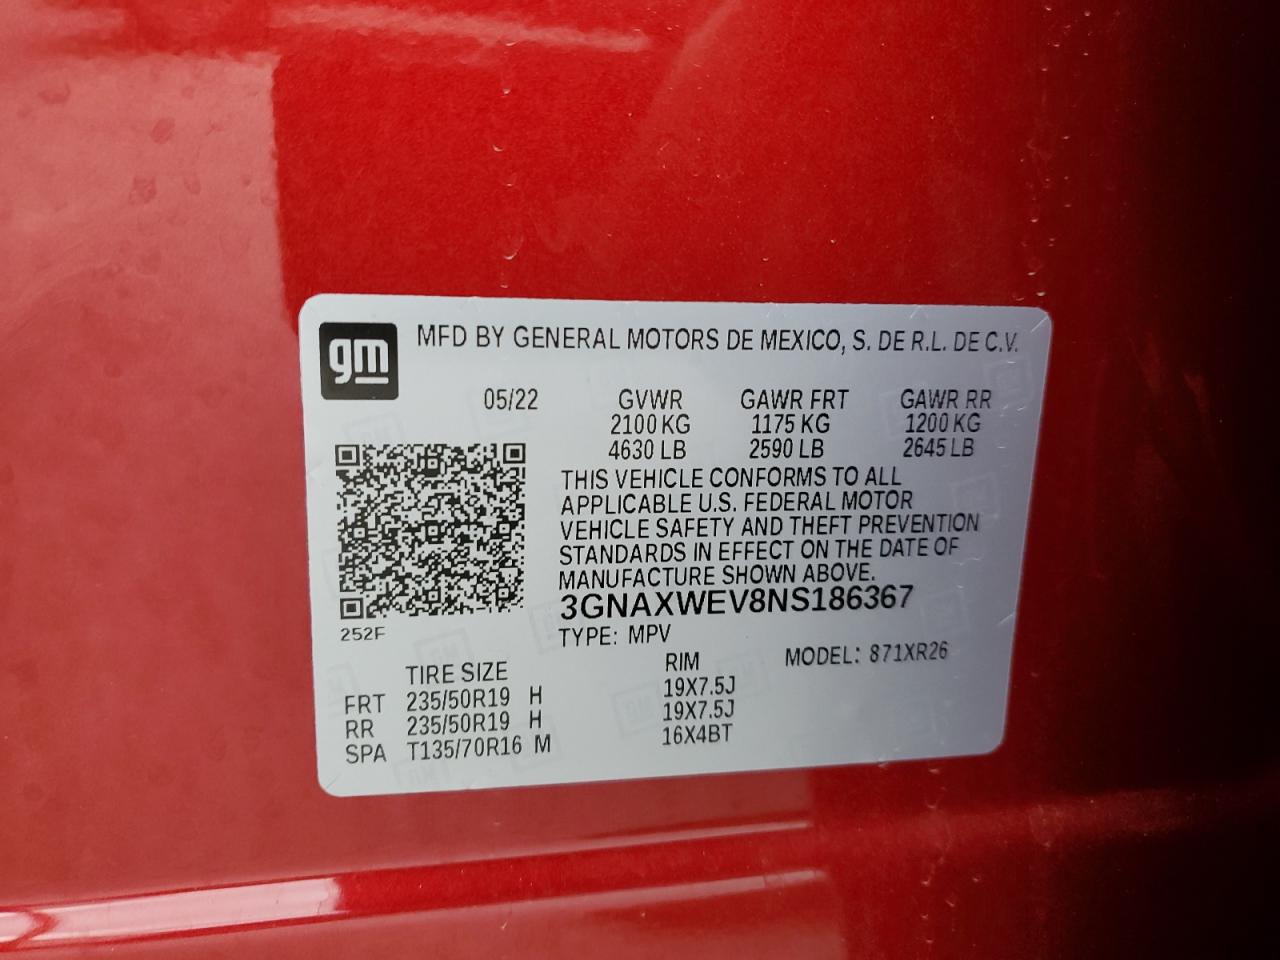 gm
MFD BY GENERAL MOTORS DE MEXICO, S. DE R.L. DE C.V.
05/22 GVWR GAWR FRT GAWR RR
2100 KG 1175 KG 1200 KG
4630 LB 2590 LB 2645 LB
THIS VEHICLE CONFORMS TO ALL
APPLICABLE U.S. FEDERAL MOTOR
VEHICLE SAFETY AND THEFT PREVENTION
STANDARDS IN EFFECT ON THE DATE OF
MANUFACTURE SHOWN ABOVE.
3GNAXWEV8NS186367
252F
TYPE: MPV
MODEL: 871XR26
TIRE SIZE RIM
FRT 235/50R19 H 19X7.5J
RR 235/50R19 H 19X7.5J
SPA T135/70R16 M 16X4BT